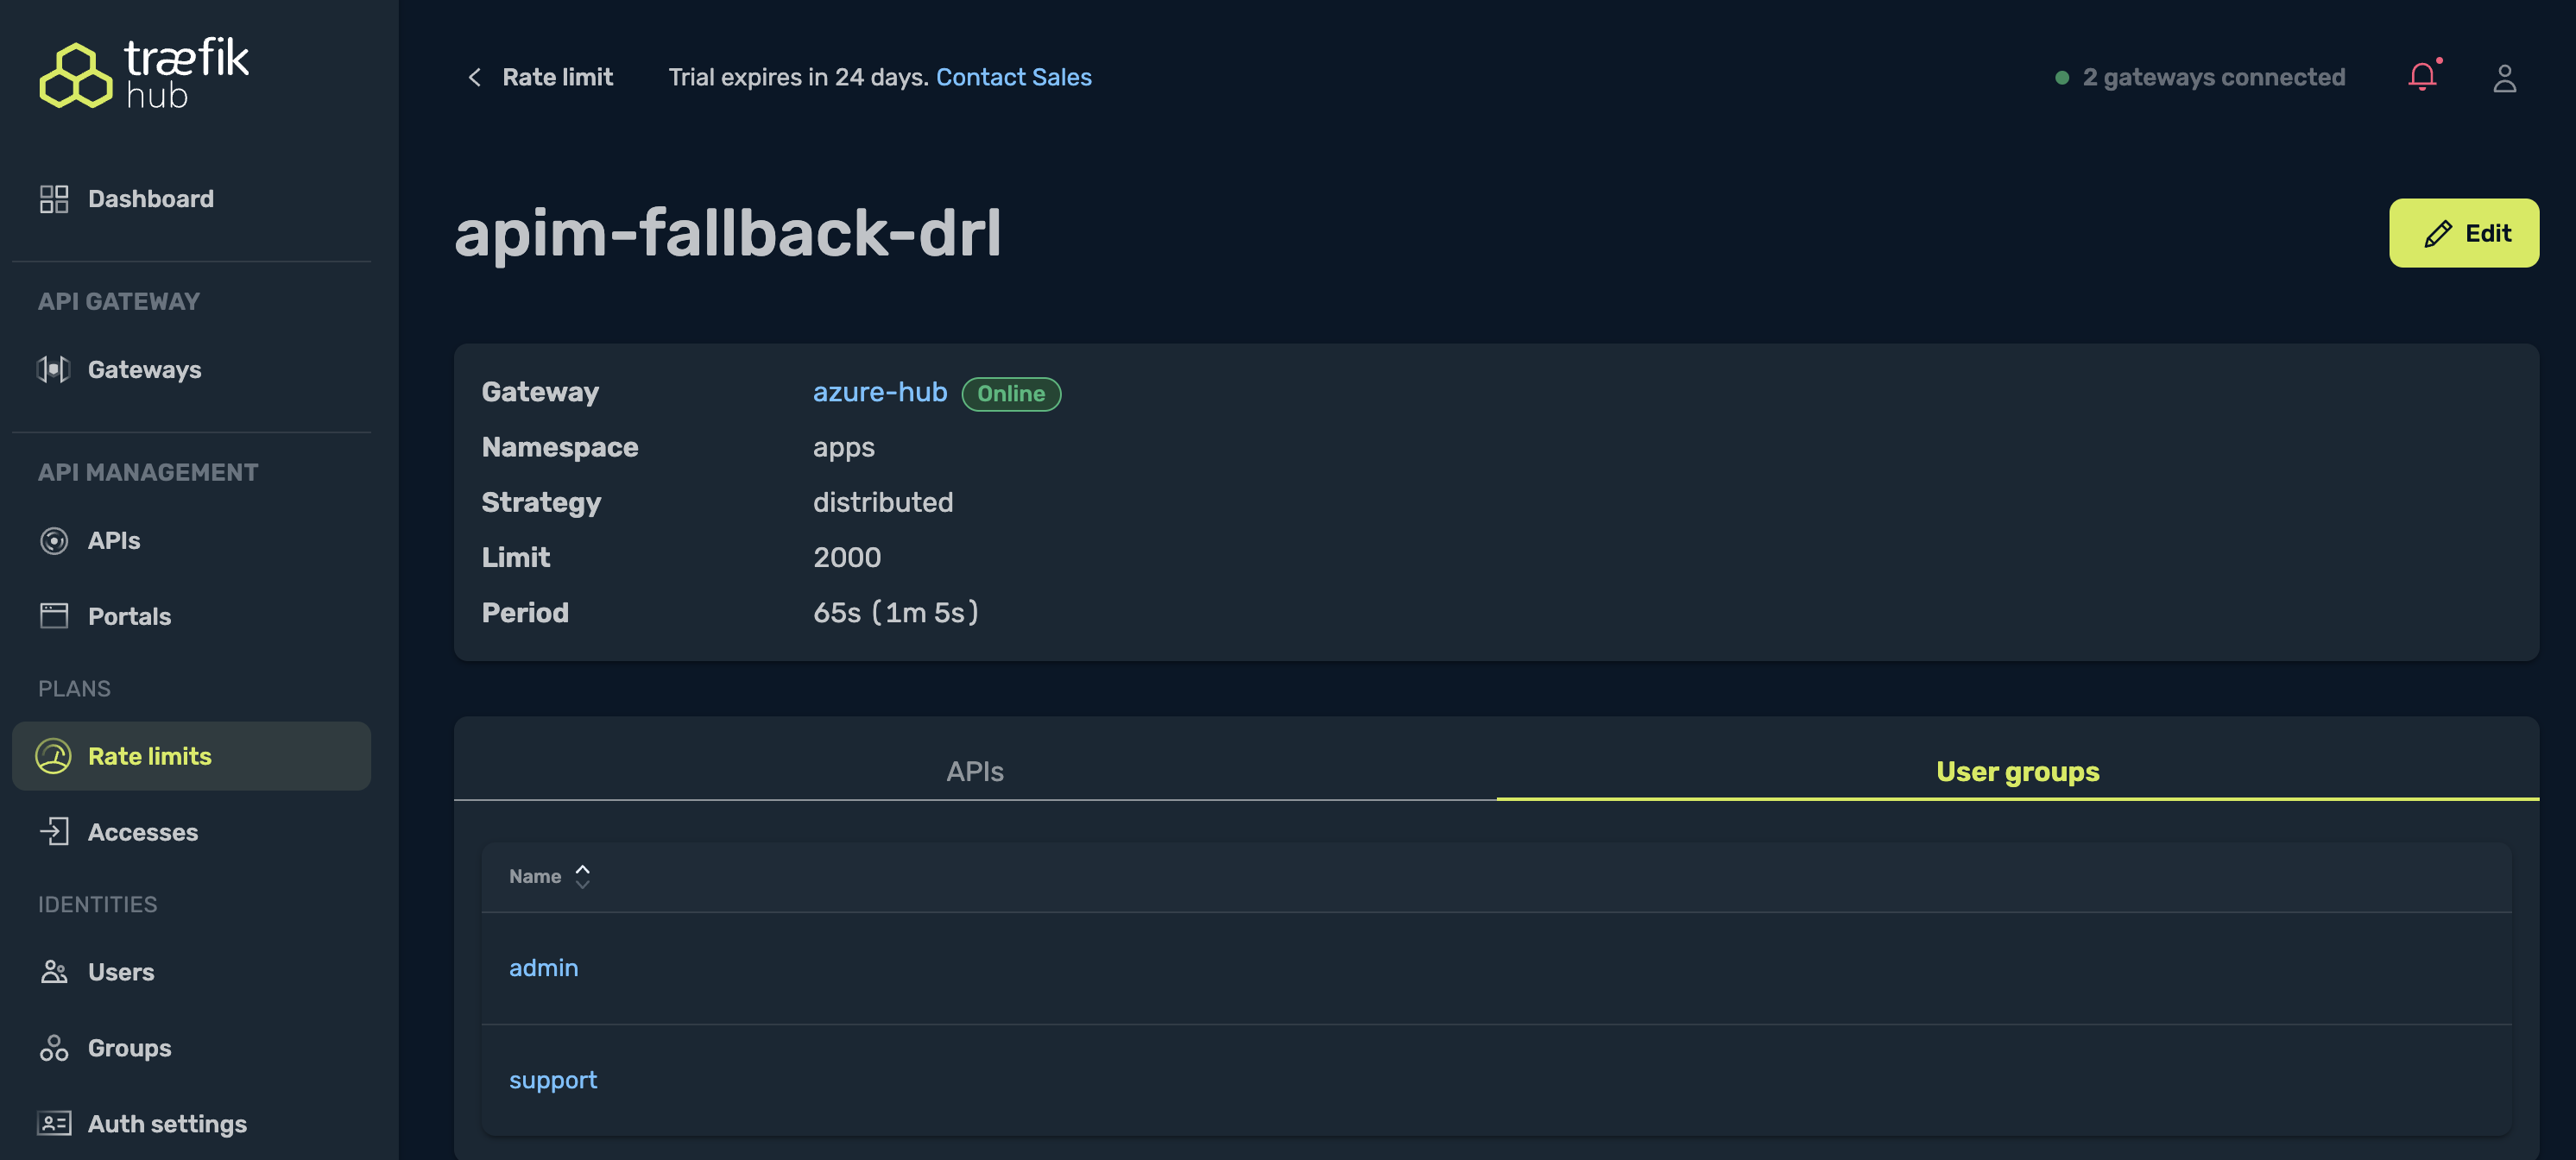 træfik
hub
Dashboard
API GATEWAY
Gateways
API MANAGEMENT
APIs
Portals
PLANS
Rate limits
Accesses
IDENTITIES
Users
Groups
Auth settings
Rate limit Trial expires in 24 days. Contact Sales
2 gateways connected
apim-fallback-drl
Edit
Gateway azure-hub Online
Namespace apps
Strategy distributed
Limit 2000
Period 65s (1m 5s)
APIs User groups
Name
admin
support